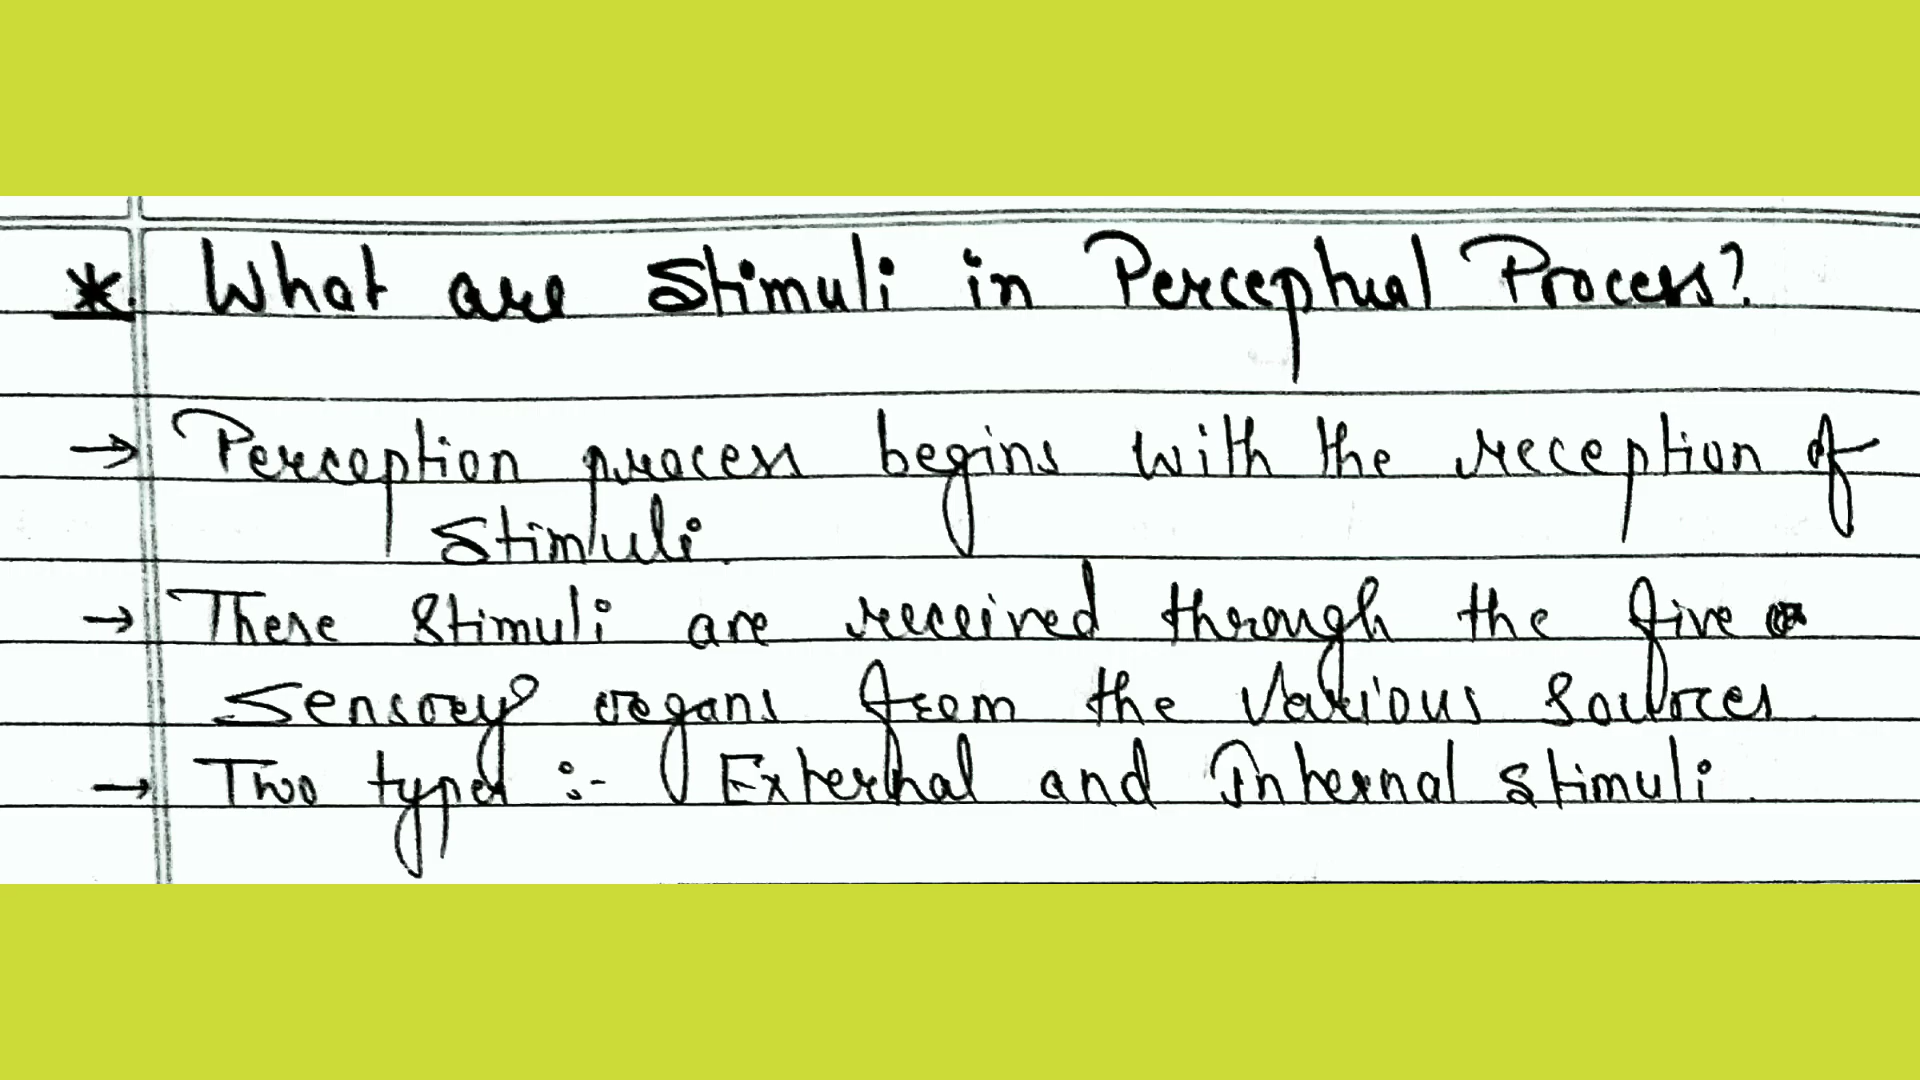 * What are Stimuli in Perceptual Process?
→ Perception process begins with the reception of
Stimuli.
→ These Stimuli are received through the five
Sensory organs from the various sources.
→ Two types :- External and Internal stimuli.